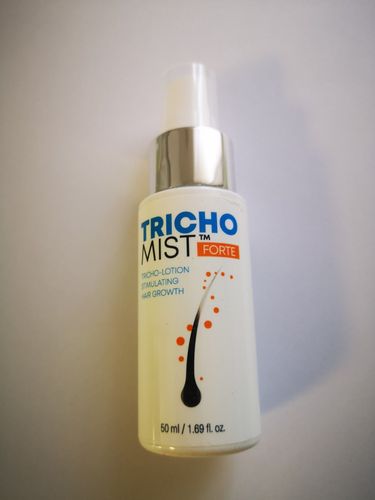 TRICHO
MIST™ FORTE
TRICHO-LOTION
STIMULATING
HAIR GROWTH
50 ml / 1.69 fl. oz.